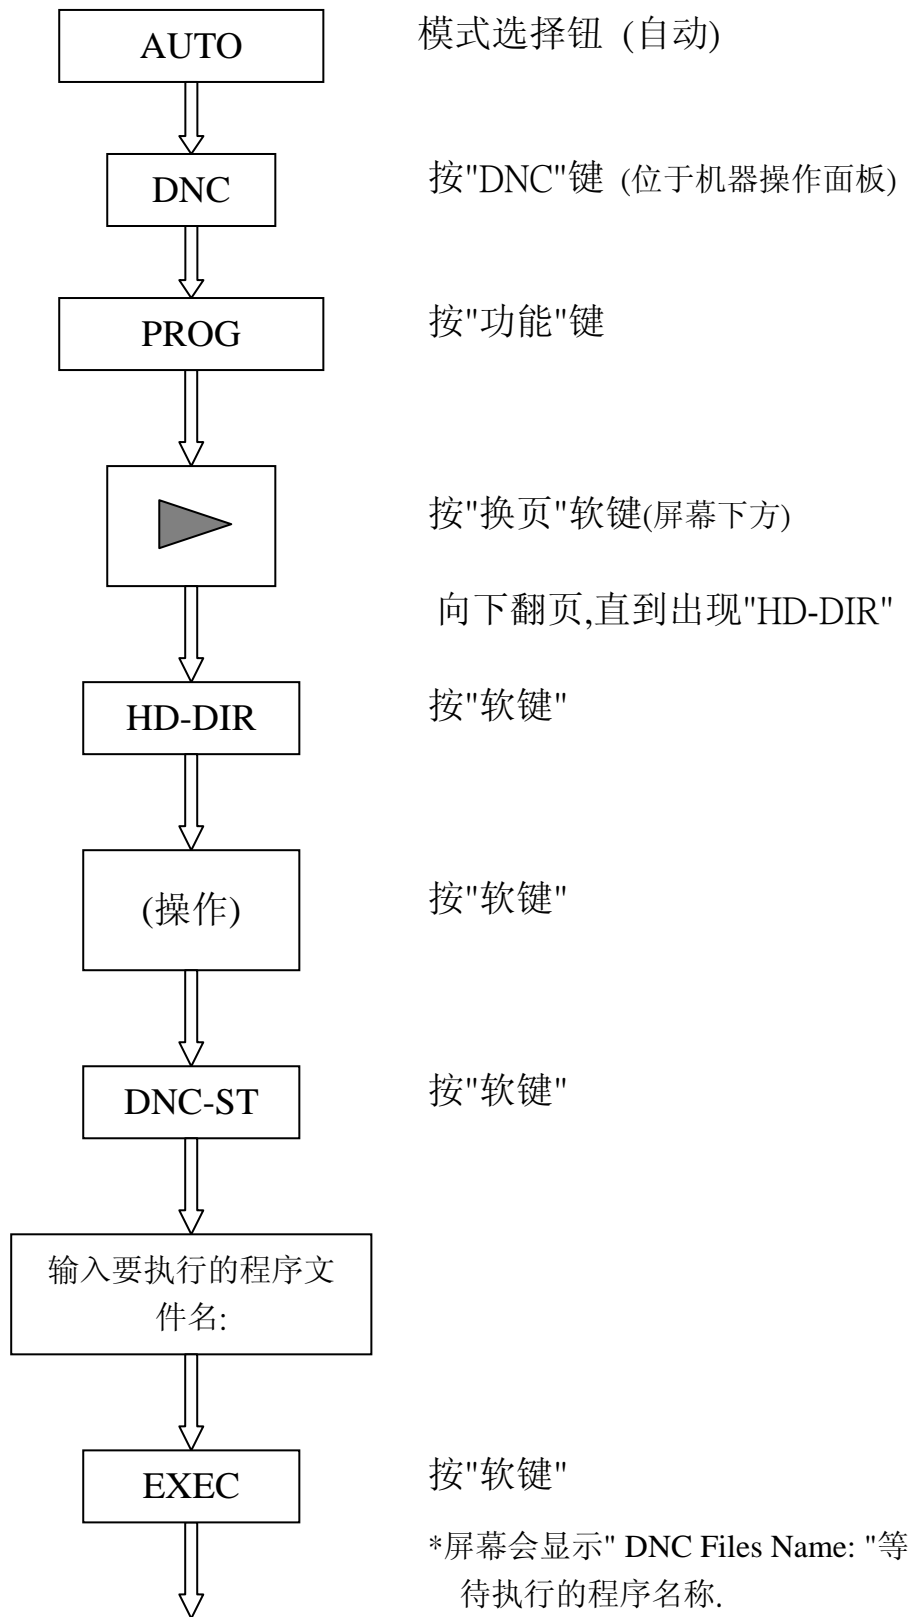 AUTO
模式选择钮 (自动)
DNC
按"DNC"键 (位于机器操作面板)
PROG
按"功能"键
按"换页"软键(屏幕下方)
向下翻页,直到出现"HD-DIR"
HD-DIR
按"软键"
(操作)
按"软键"
DNC-ST
按"软键"
输入要执行的程序文
件名:
EXEC
按"软键"
*屏幕会显示" DNC Files Name: "等
待执行的程序名称.